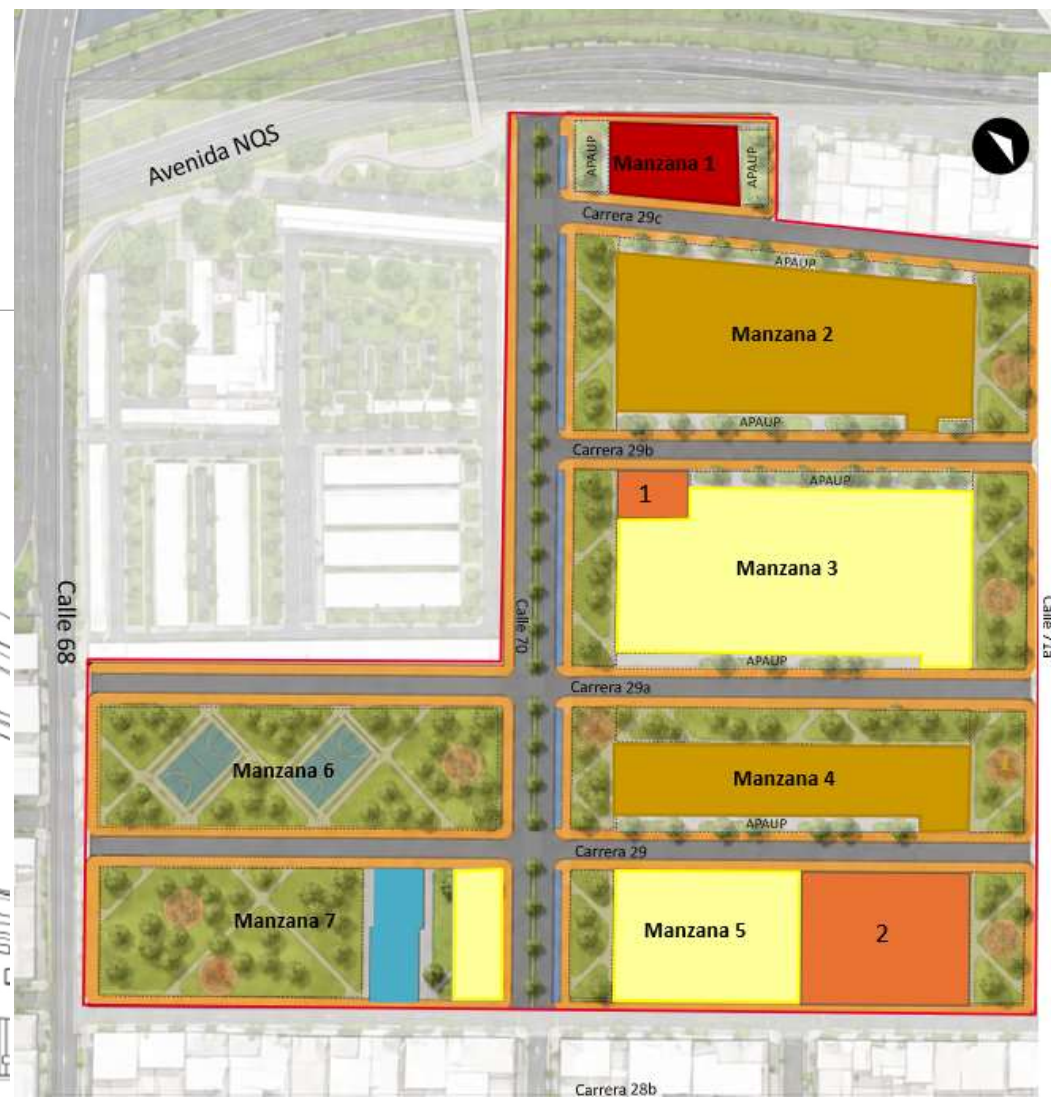 Avenida NQS
APAUP
Manzana 1
APAUP
Carrera 29c
APAUP
Manzana 2
APAUP
Carrera 29b
1
APAUP
Manzana 3
Calle 68
Calle 70
Calle 71a
APAUP
Carrera 29a
Manzana 6
Manzana 4
APAUP
Carrera 29
Manzana 7
Manzana 5
2
Carrera 28b